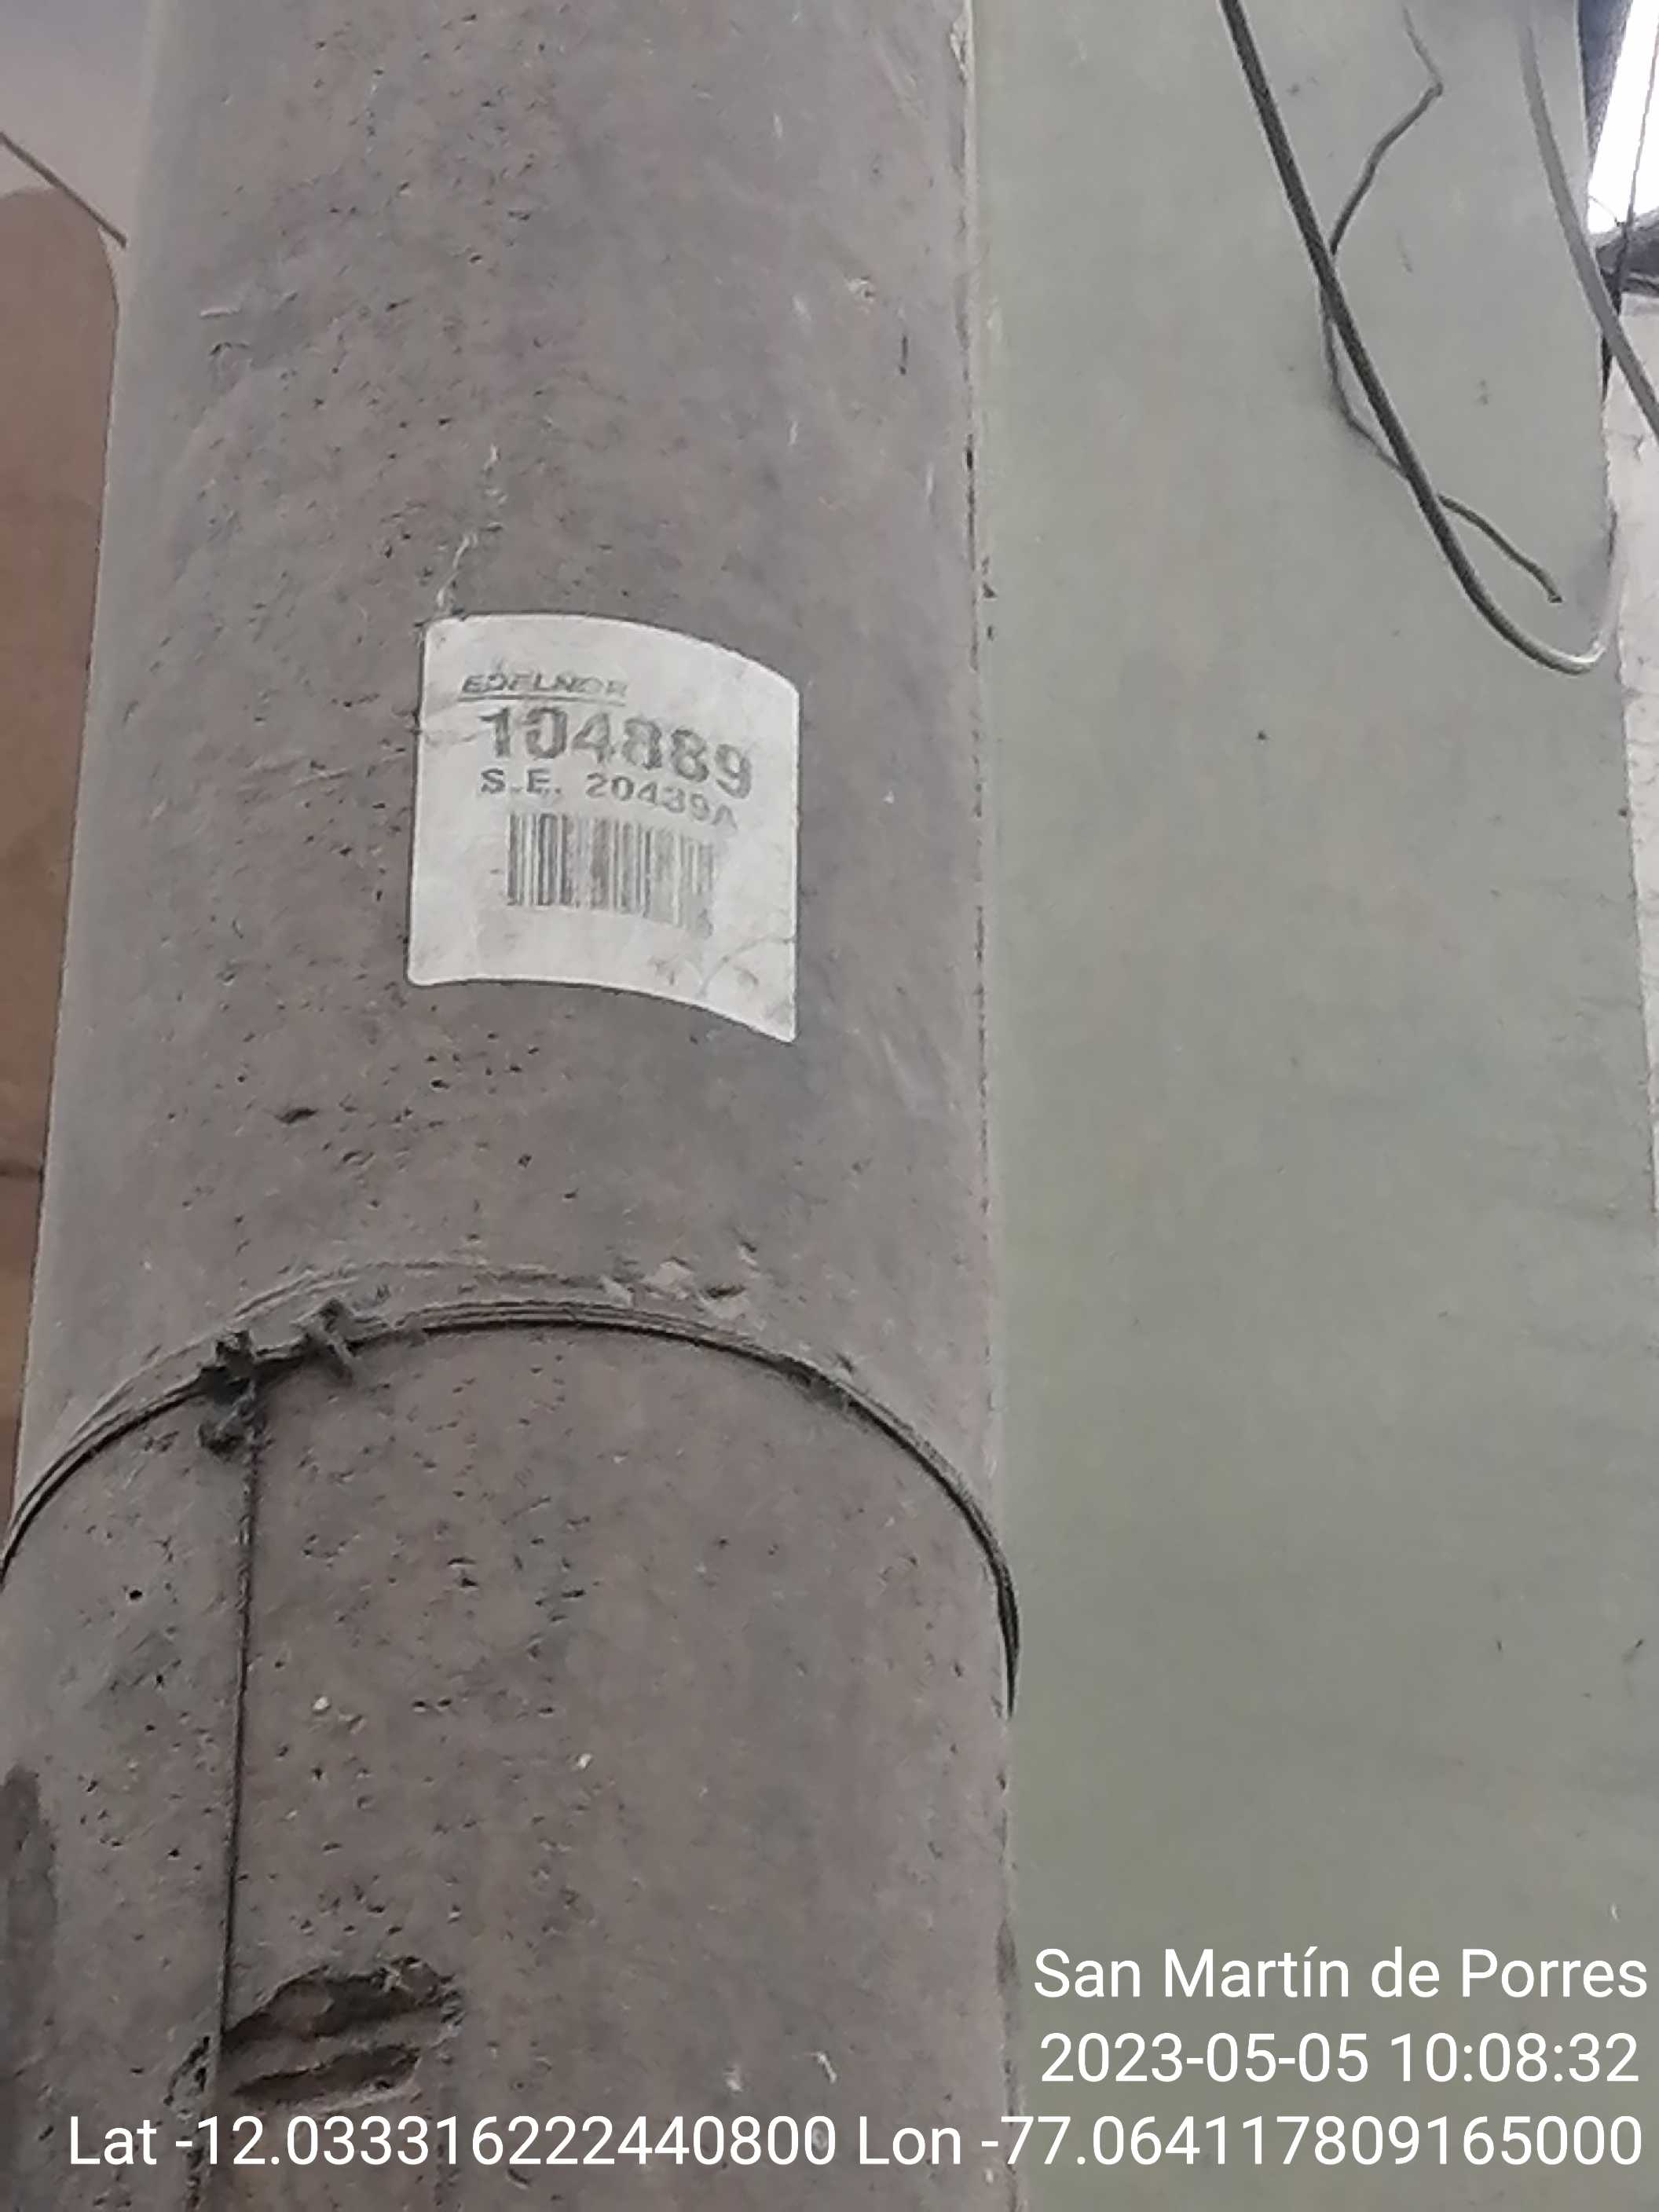 EDELNOR
104889
S.E. 20439A
San Martín de Porres
2023-05-05 10:08:32
Lat -12.033316222440800 Lon -77.064117809165000